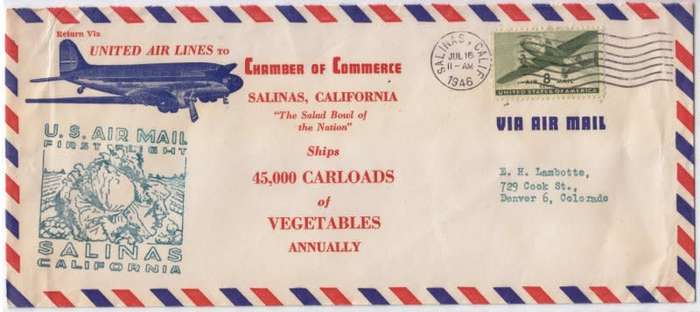 Return Via
UNITED AIR LINES TO
CHAMBER OF COMMERCE
SALINAS, CALIFORNIA
"The Salad Bowl of
the Nation"
Ships
45,000 CARLOADS
of
VEGETABLES
ANNUALLY
U.S. AIR MAIL
FIRST FLIGHT
SALINAS
CALIFORNIA
SALINAS, CALIF.
JUL 16
11-AM
1946
8¢
AIR MAIL
UNITED STATES OF AMERICA
VIA AIR MAIL
E. H. Lambotte,
729 Cook St.,
Denver 6, Colorado